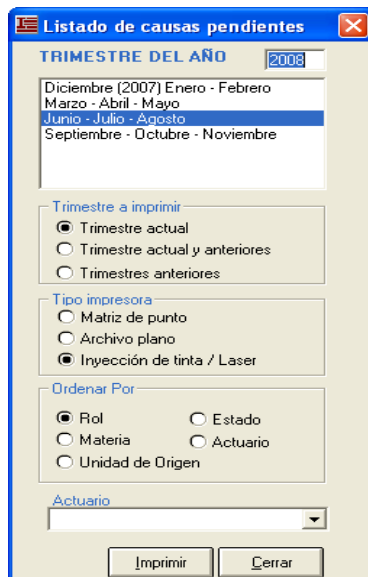 Listado de causas pendientes
TRIMESTRE DEL AÑO 2008
Diciembre (2007) Enero - Febrero
Marzo - Abril - Mayo
Junio - Julio - Agosto
Septiembre - Octubre - Noviembre
Trimestre a imprimir
Trimestre actual
Trimestre actual y anteriores
Trimestres anteriores
Tipo impresora
Matriz de punto
Archivo plano
Inyección de tinta / Laser
Ordenar Por
Rol Estado
Materia Actuario
Unidad de Origen
Actuario
Imprimir Cerrar